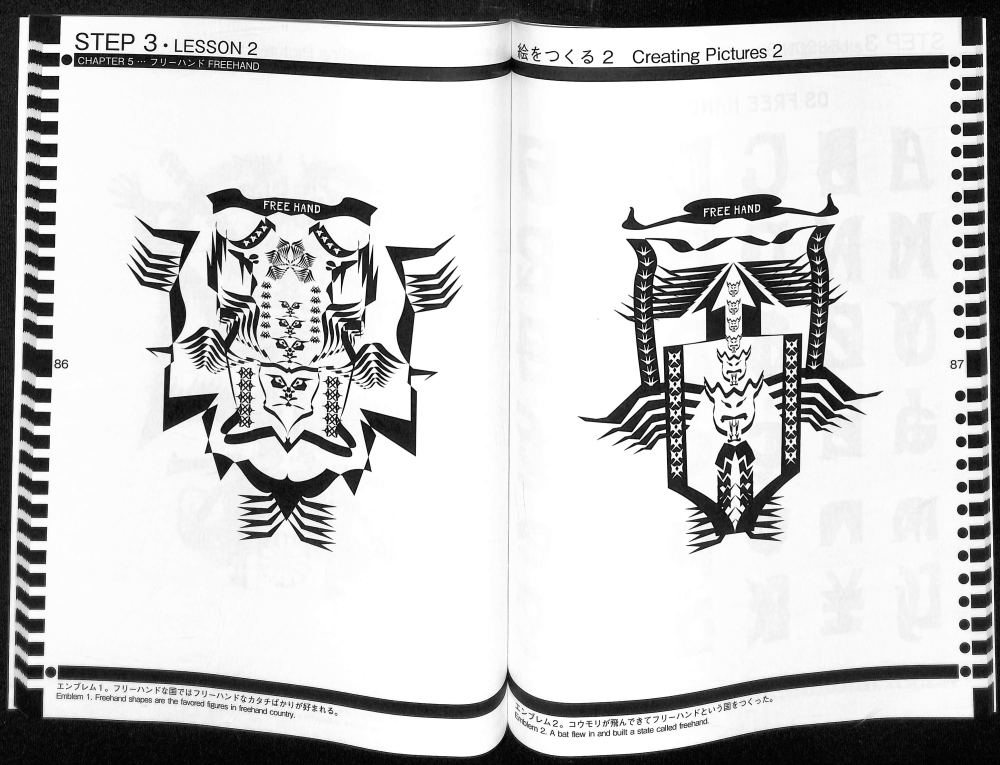 STEP 3・LESSON 2
CHAPTER 5 … フリーハンド FREEHAND
FREE HAND
86
エンブレム1。フリーハンドな国ではフリーハンドなカタチばかりが好まれる。
Emblem 1. Freehand shapes are the favored figures in freehand country.
絵をつくる 2 Creating Pictures 2
FREE HAND
87
エンブレム2。コウモリが飛んできてフリーハンドという国をつくった。
Emblem 2. A bat flew in and built a state called freehand.